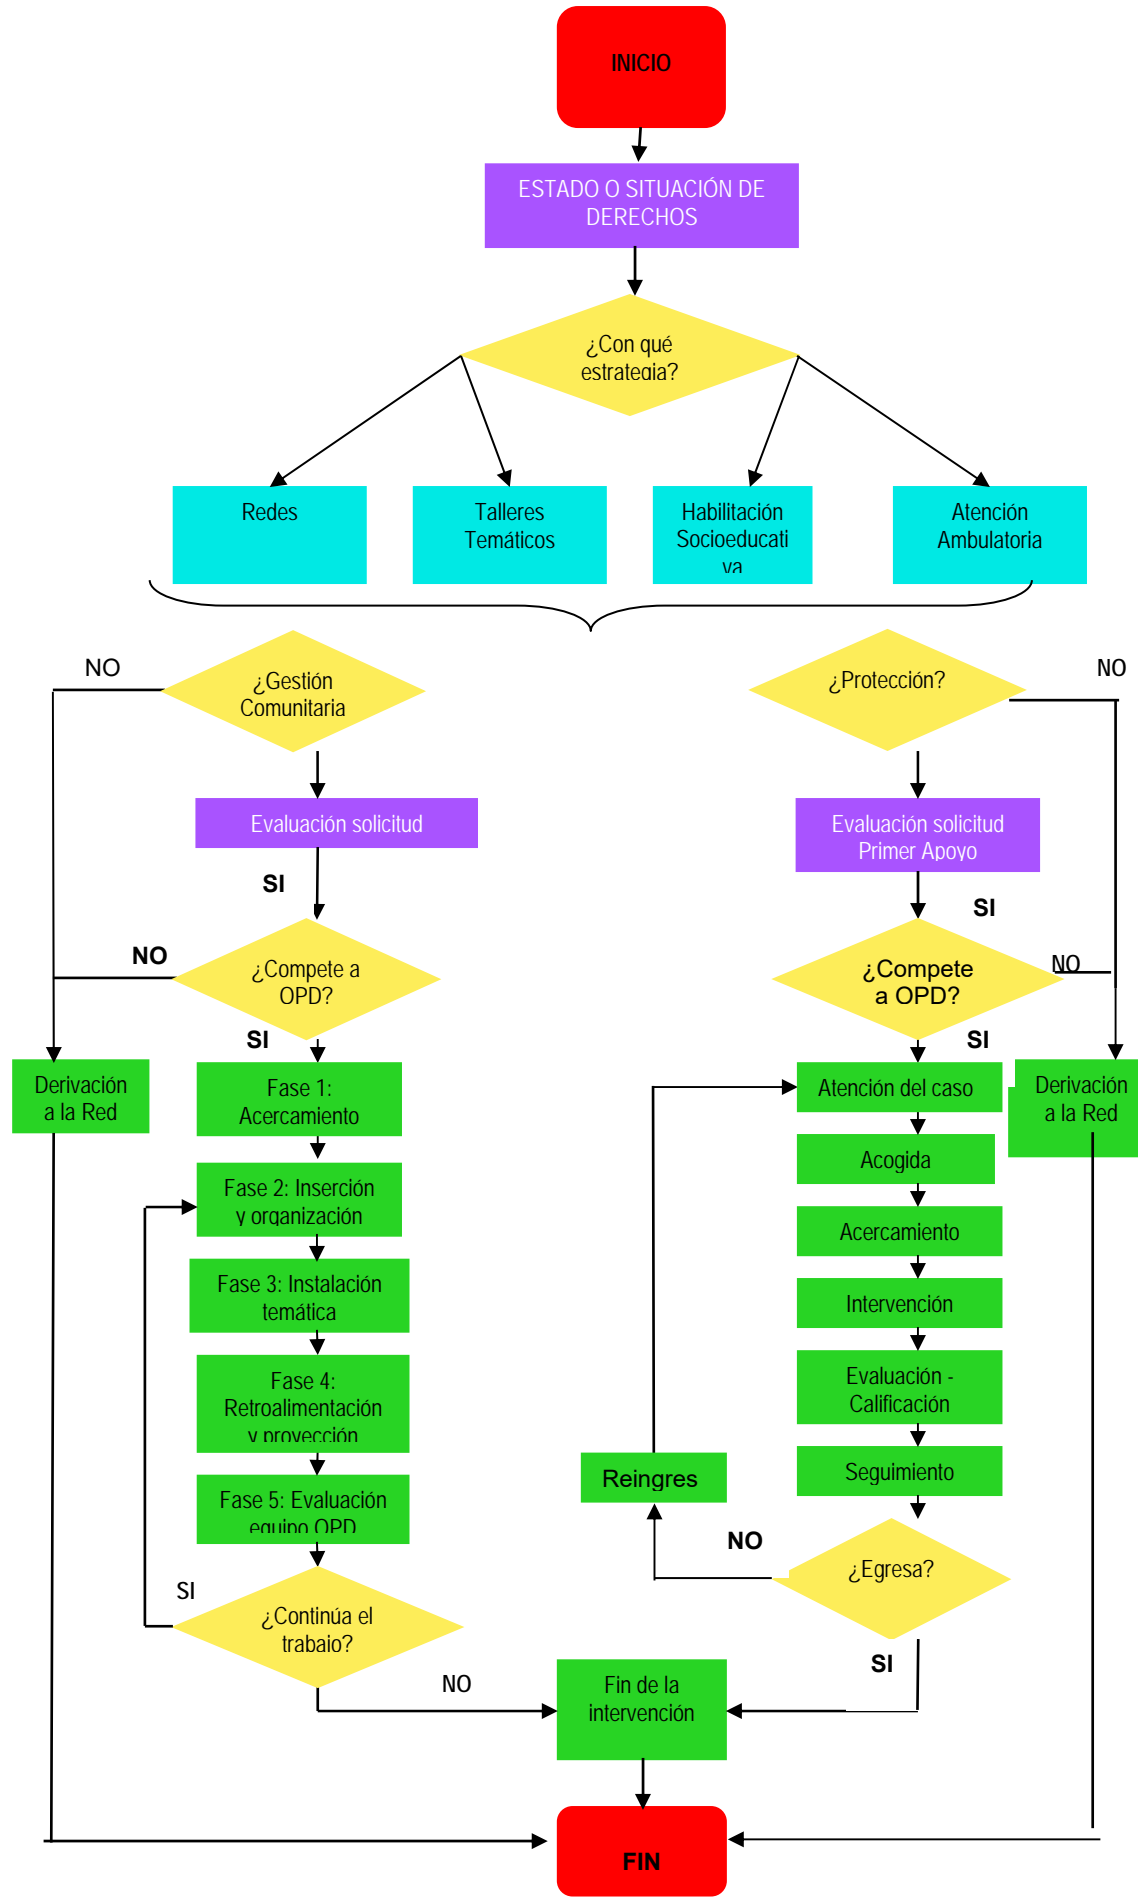 INICIO
ESTADO O SITUACIÓN DE
DERECHOS
¿Con qué
estrategia?
Redes
Talleres
Temáticos
Habilitación
Socioeducati
va
Atención
Ambulatoria
NO
¿Gestión
Comunitaria
¿Protección?
NO
Evaluación solicitud
Evaluación solicitud
Primer Apoyo
SI
SI
NO
¿Compete a
OPD?
¿Compete
a OPD?
NO
SI
SI
Derivación
a la Red
Fase 1:
Acercamiento
Atención del caso
Derivación
a la Red
Acogida
Fase 2: Inserción
y organización
Acercamiento
Fase 3: Instalación
temática
Intervención
Fase 4:
Retroalimentación
y proyección
Evaluación -
Calificación
Reingres
Seguimiento
Fase 5: Evaluación
equipo OPD
NO
¿Egresa?
SI
¿Continúa el
trabajo?
SI
NO
Fin de la
intervención
FIN